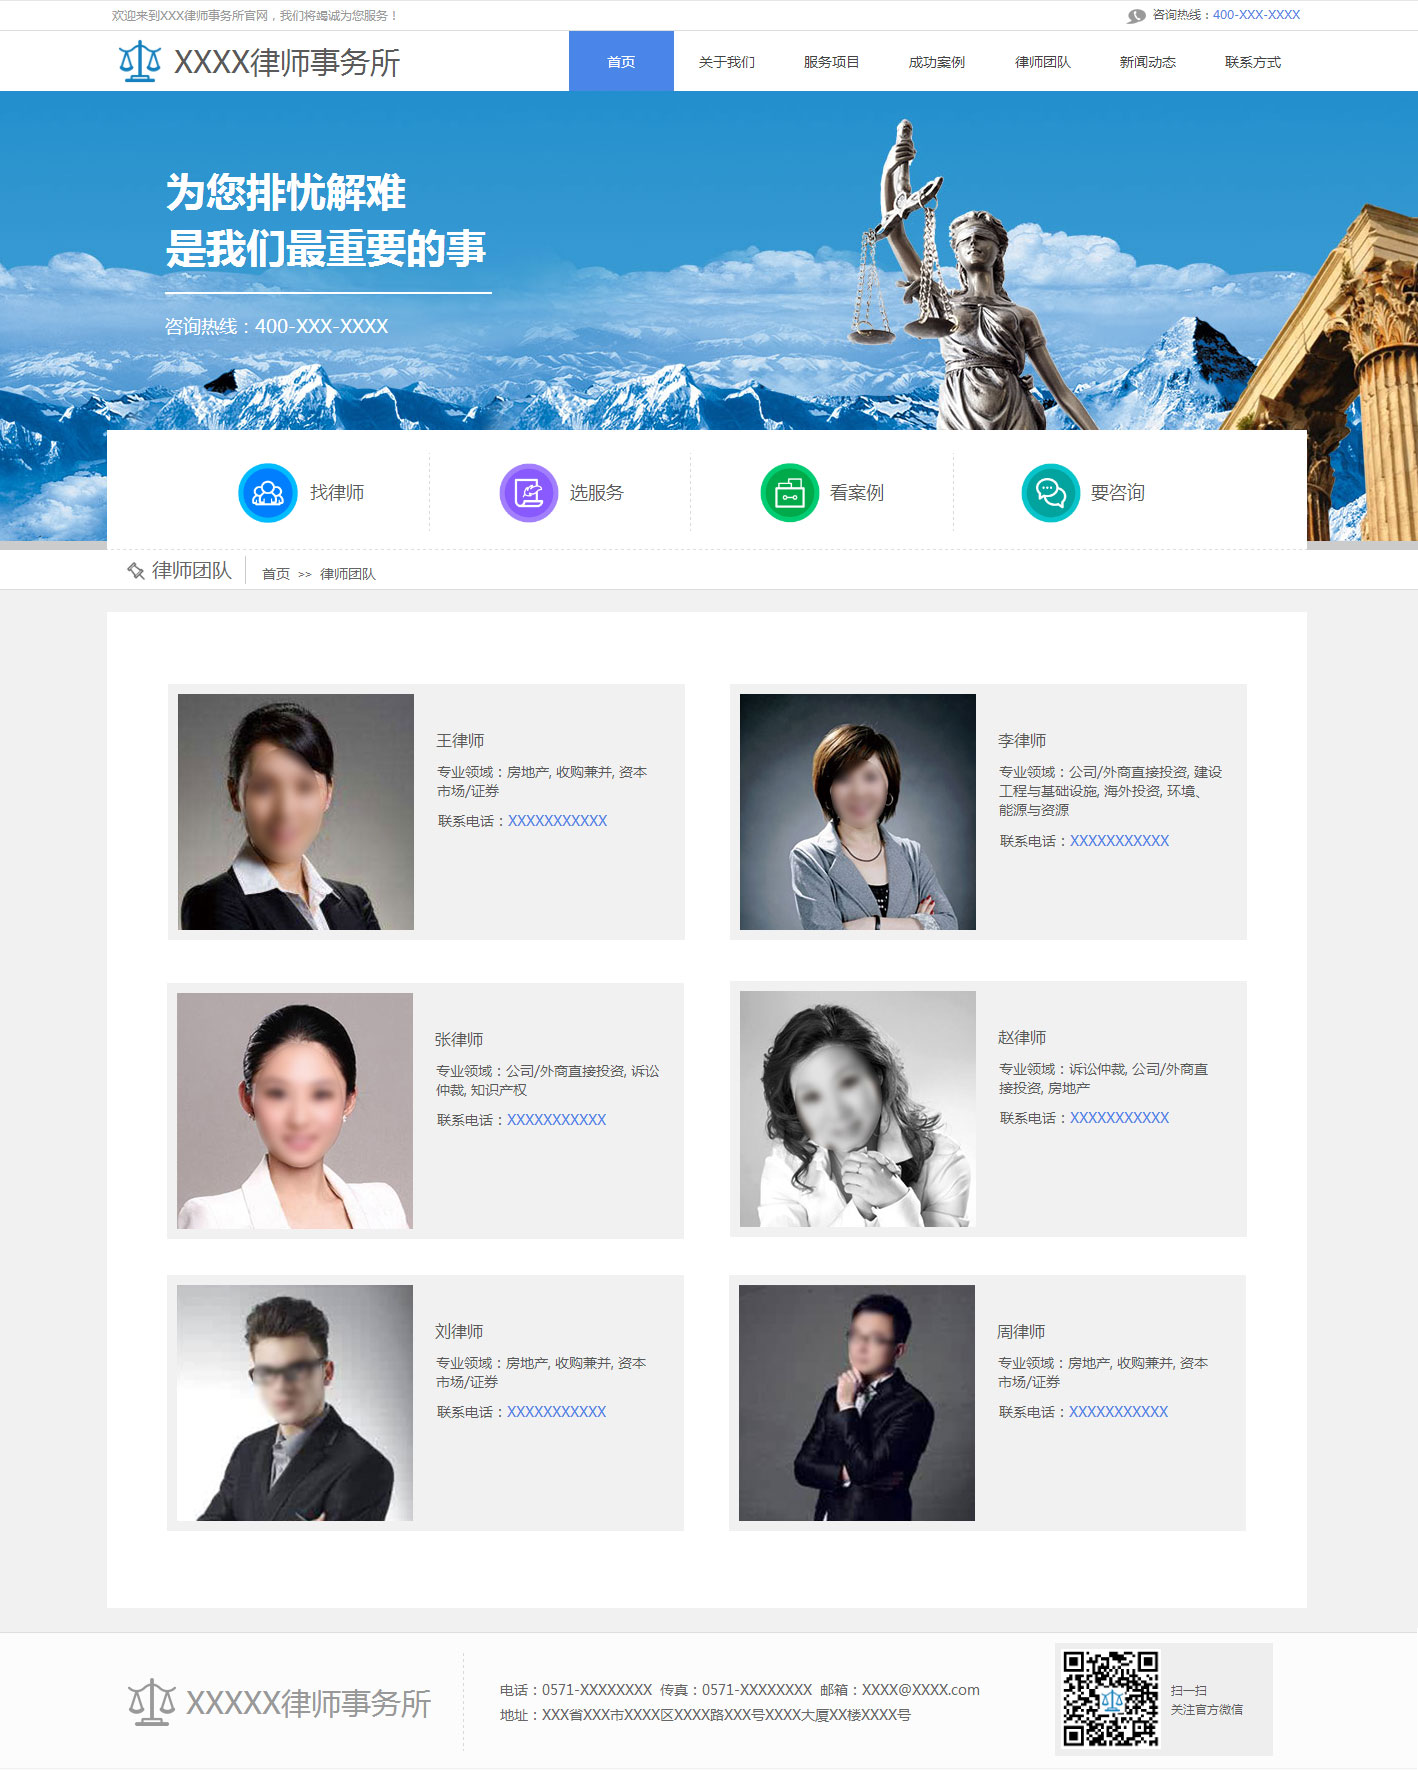 欢迎来到XXX律师事务所官网，我们将竭诚为您服务！
咨询热线：400-XXX-XXXX
XXXX律师事务所
首页 关于我们 服务项目 成功案例 律师团队 新闻动态 联系方式
为您排忧解难
是我们最重要的事
咨询热线：400-XXX-XXXX
找律师 选服务 看案例 要咨询
律师团队 首页 >> 律师团队
王律师
专业领域：房地产, 收购兼并, 资本
市场/证券
联系电话：XXXXXXXXXXX
李律师
专业领域：公司/外商直接投资, 建设
工程与基础设施, 海外投资, 环境、
能源与资源
联系电话：XXXXXXXXXXX
张律师
专业领域：公司/外商直接投资, 诉讼
仲裁, 知识产权
联系电话：XXXXXXXXXXX
赵律师
专业领域：诉讼仲裁, 公司/外商直
接投资, 房地产
联系电话：XXXXXXXXXXX
刘律师
专业领域：房地产, 收购兼并, 资本
市场/证券
联系电话：XXXXXXXXXXX
周律师
专业领域：房地产, 收购兼并, 资本
市场/证券
联系电话：XXXXXXXXXXX
XXXXX律师事务所
电话：0571-XXXXXXXX 传真：0571-XXXXXXXX 邮箱：XXXX@XXXX.com
地址：XXX省XXX市XXXX区XXXX路XXX号XXXX大厦XX楼XXXX号
扫一扫
关注官方微信